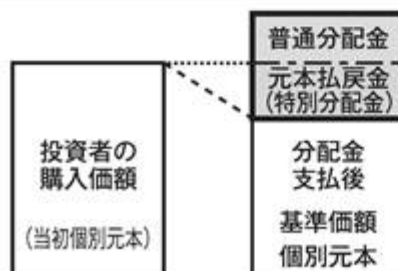 普通分配金
元本払戻金
(特別分配金)
投資者の
購入価額
(当初個別元本)
分配金
支払後
基準価額
個別元本